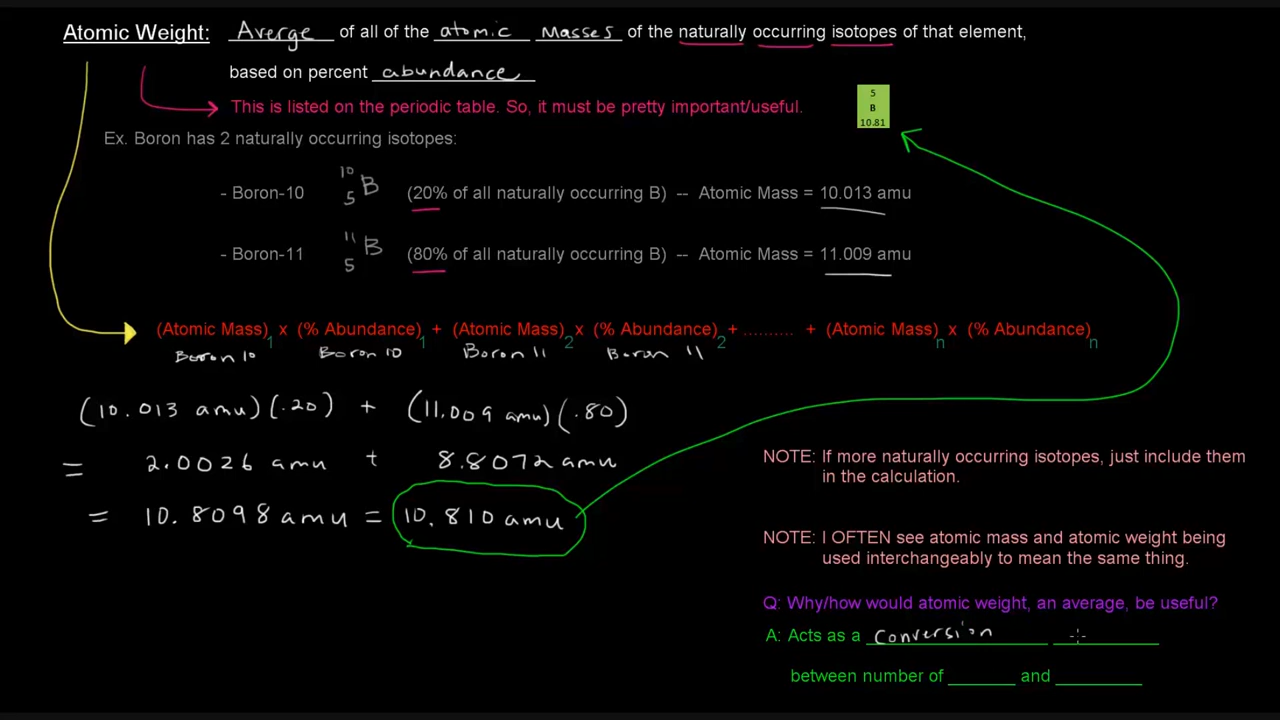 Atomic Weight: Averge of all of the atomic Masses of the naturally occurring isotopes of that element,
based on percent abundance
This is listed on the periodic table. So, it must be pretty important/useful.
5
B
10.81
Ex. Boron has 2 naturally occurring isotopes:
- Boron-10 10 5 B (20% of all naturally occurring B) -- Atomic Mass = 10.013 amu
- Boron-11 11 5 B (80% of all naturally occurring B) -- Atomic Mass = 11.009 amu
(Atomic Mass)1 x (% Abundance)1 + (Atomic Mass)2 x (% Abundance)2 + .......... + (Atomic Mass)n x (% Abundance)n
Boron 10 Boron 10 Boron 11 Boron 11
(10.013 amu)(.20) + (11.009 amu)(.80)
= 2.0026 amu + 8.8072 amu
= 10.8098 amu = 10.810 amu
NOTE: If more naturally occurring isotopes, just include them
in the calculation.
NOTE: I OFTEN see atomic mass and atomic weight being
used interchangeably to mean the same thing.
Q: Why/how would atomic weight, an average, be useful?
A: Acts as a conversion
between number of ______ and ______